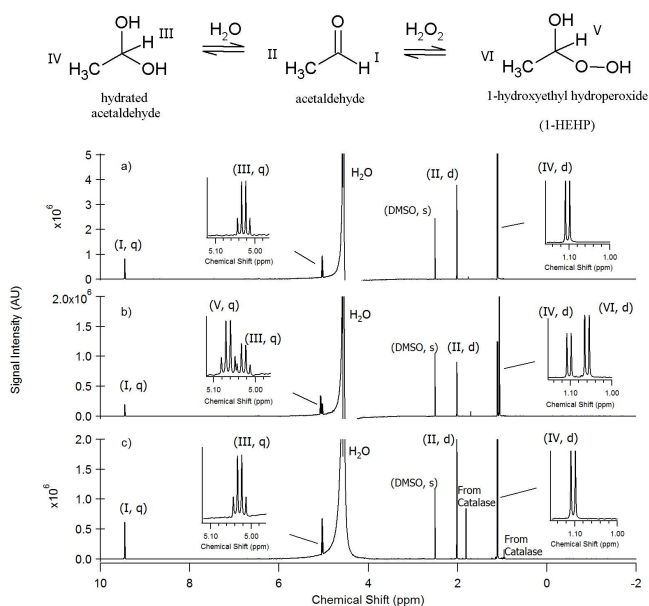 OH
III
IV
H₃C
H
OH
H₂O
II
O
H₃C
H
I
H₂O₂
OH
V
VI
H₃C
H
O—OH
hydrated
acetaldehyde
acetaldehyde
1-hydroxyethyl hydroperoxide
(1-HEHP)
Signal Intensity (AU)
a)
x10⁶
5
4
3
2
1
0
(I, q)
(III, q)
5.10 5.00
Chemical Shift (ppm)
H₂O
(DMSO, s)
(II, d)
(IV, d)
1.10 1.00
Chemical Shift (ppm)
b)
2.0x10⁶
1.5
1.0
0.5
0.0
(I, q)
(V, q)
(III, q)
5.10 5.00
Chemical Shift (ppm)
H₂O
(DMSO, s)
(II, d)
(IV, d)
(VI, d)
1.10 1.00
Chemical Shift (ppm)
c)
x10⁶
2.0
1.5
1.0
0.5
0.0
(I, q)
(III, q)
5.10 5.00
Chemical Shift (ppm)
H₂O
(DMSO, s)
(II, d)
From
Catalase
(IV, d)
1.10 1.00
Chemical Shift (ppm)
From
Catalase
10 8 6 4 2 0 -2
Chemical Shift (ppm)